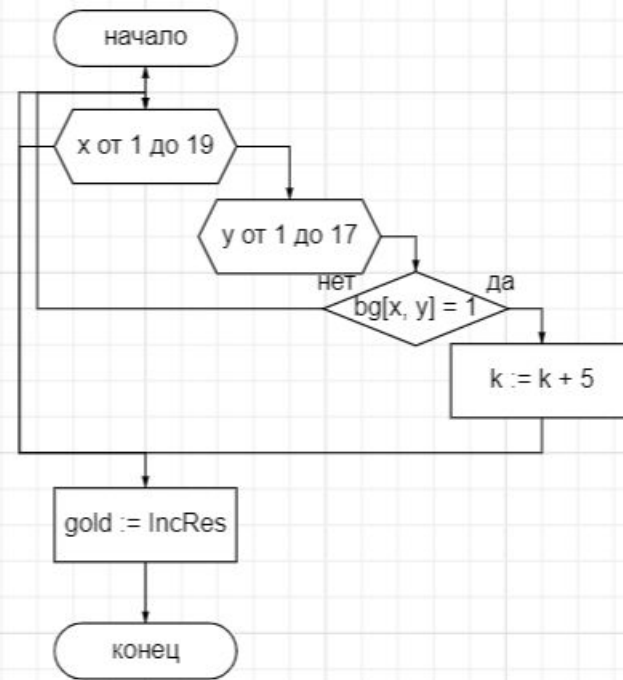 начало
x от 1 до 19
y от 1 до 17
нет
да
bg[x, y] = 1
k := k + 5
gold := IncRes
конец